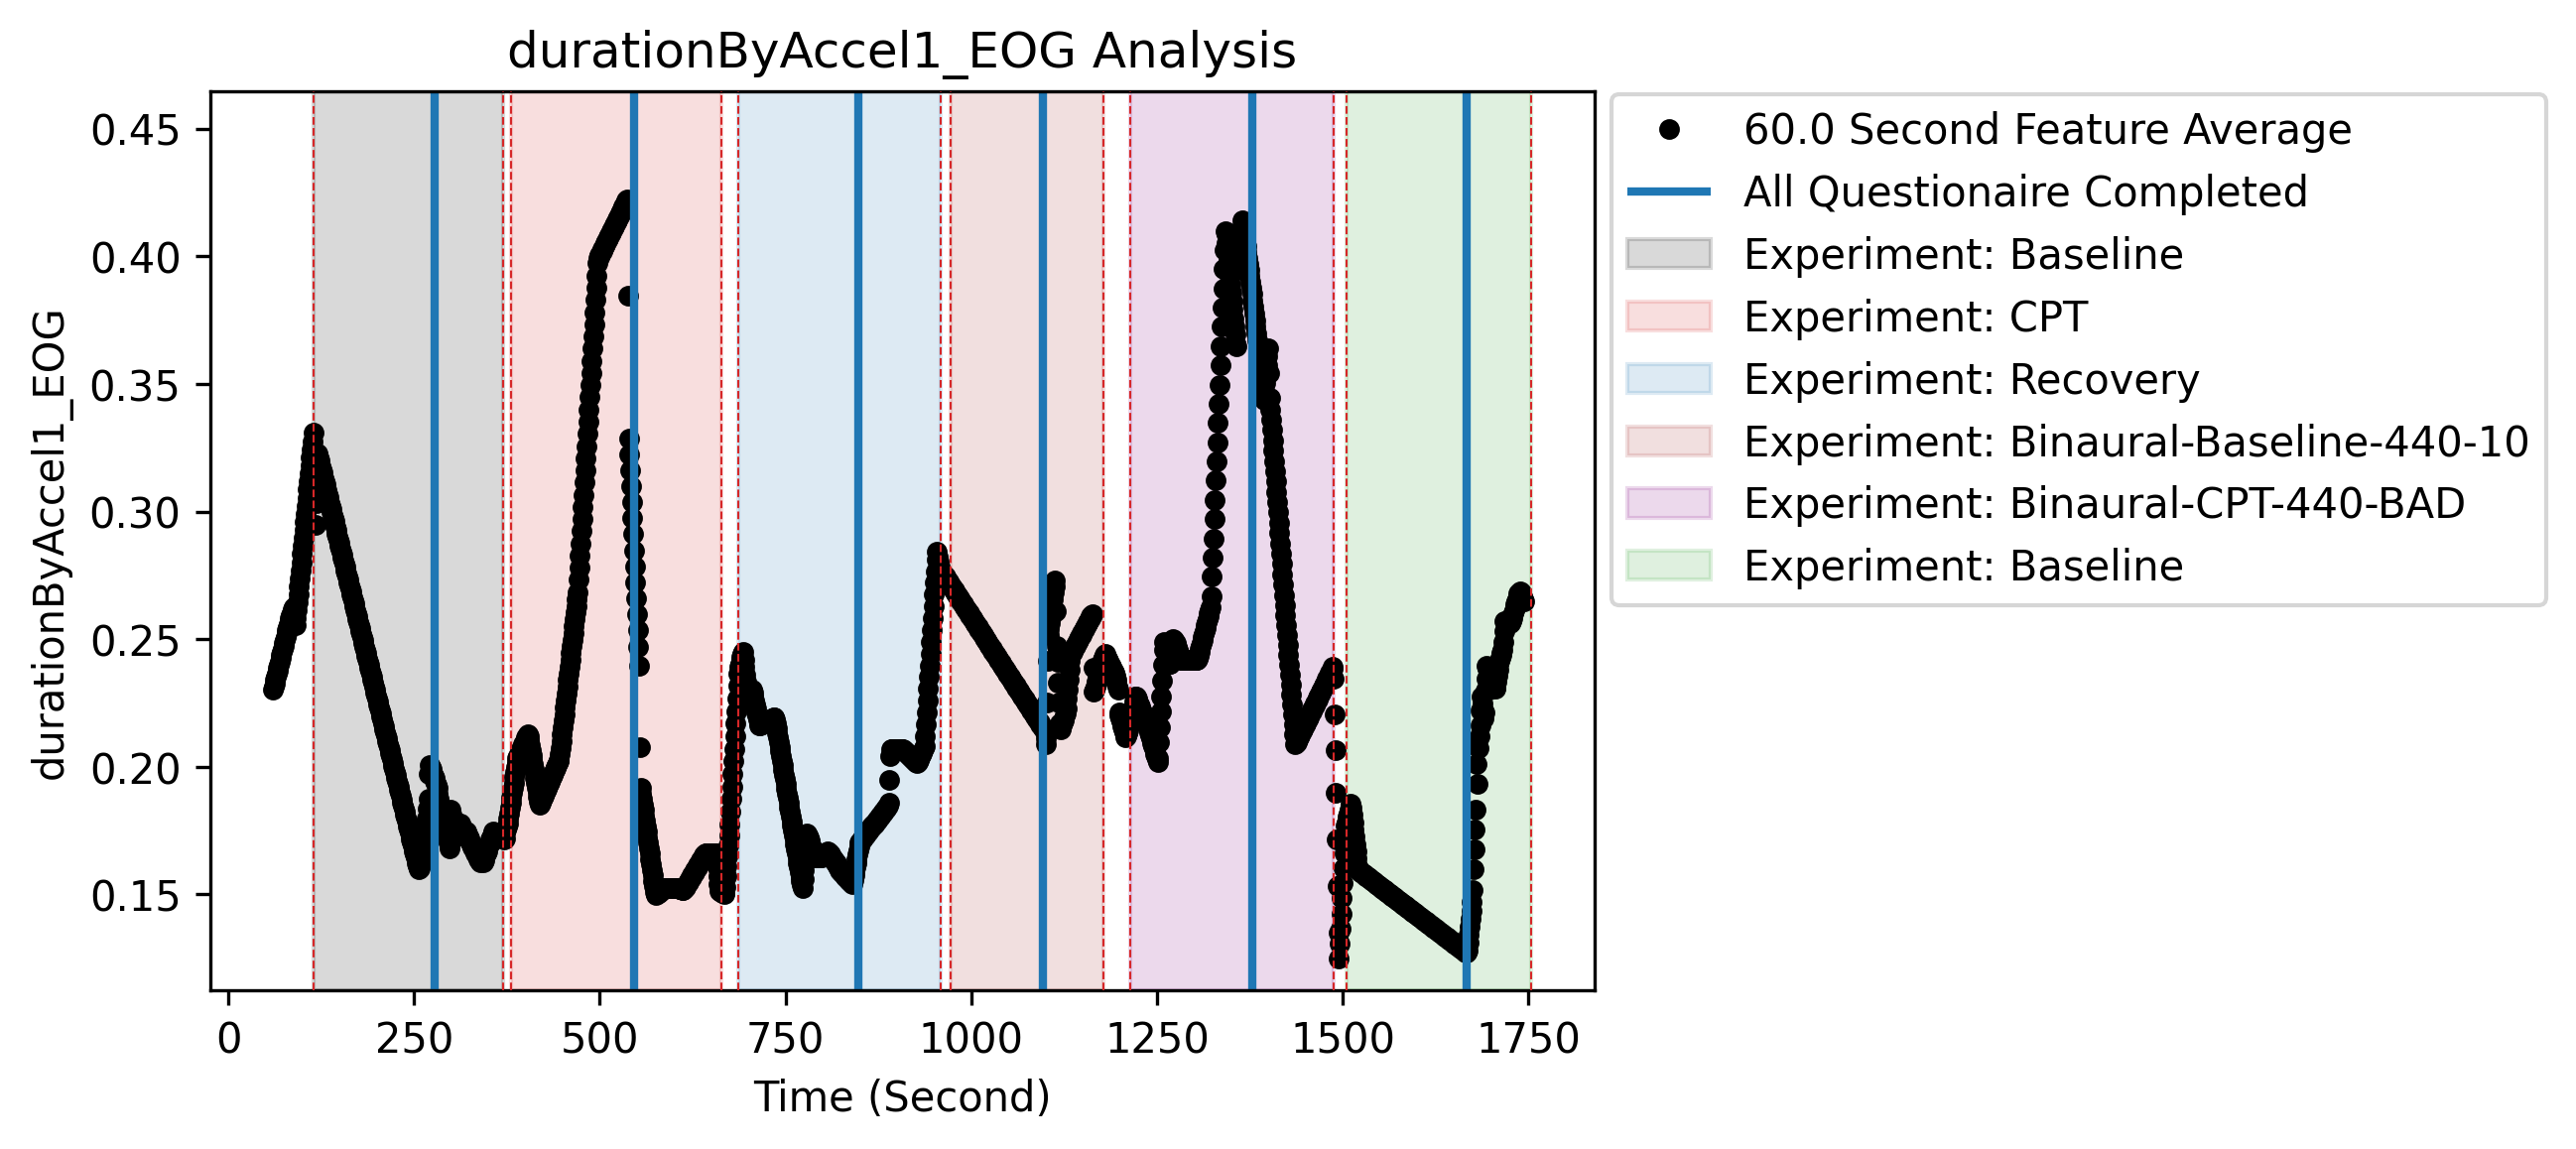 durationByAccel1_EOG Analysis
durationByAccel1_EOG
0.45
0.40
0.35
0.30
0.25
0.20
0.15
0 250 500 750 1000 1250 1500 1750
Time (Second)
60.0 Second Feature Average
All Questionaire Completed
Experiment: Baseline
Experiment: CPT
Experiment: Recovery
Experiment: Binaural-Baseline-440-10
Experiment: Binaural-CPT-440-BAD
Experiment: Baseline